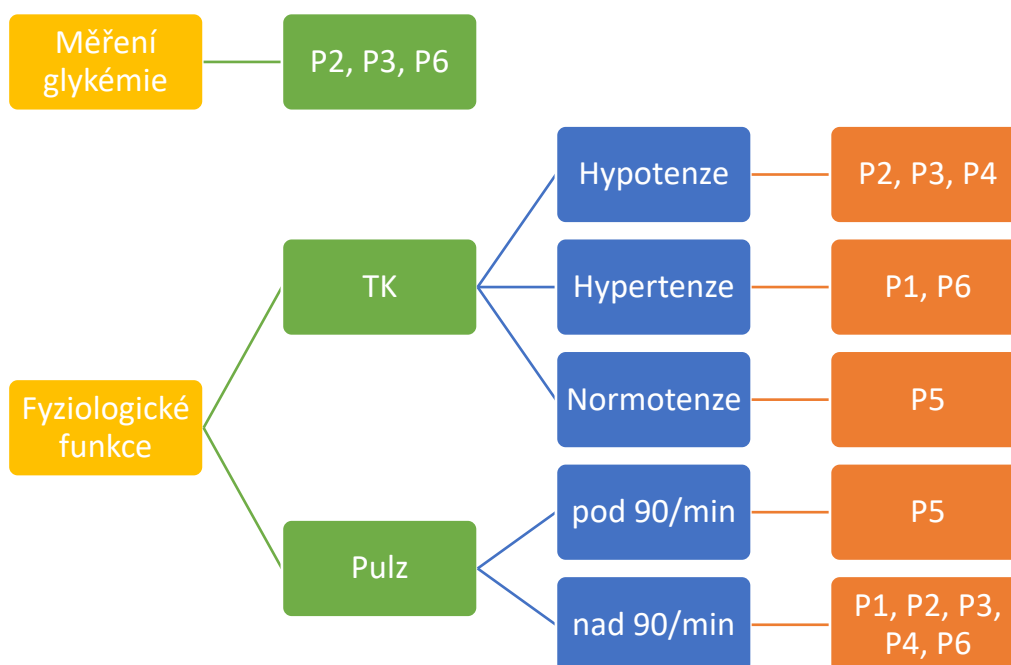 Měření
glykémie
P2, P3, P6
Fyziologické
funkce
TK
Hypotenze
P2, P3, P4
Hypertenze
P1, P6
Normotenze
P5
Pulz
pod 90/min
P5
nad 90/min
P1, P2, P3,
P4, P6